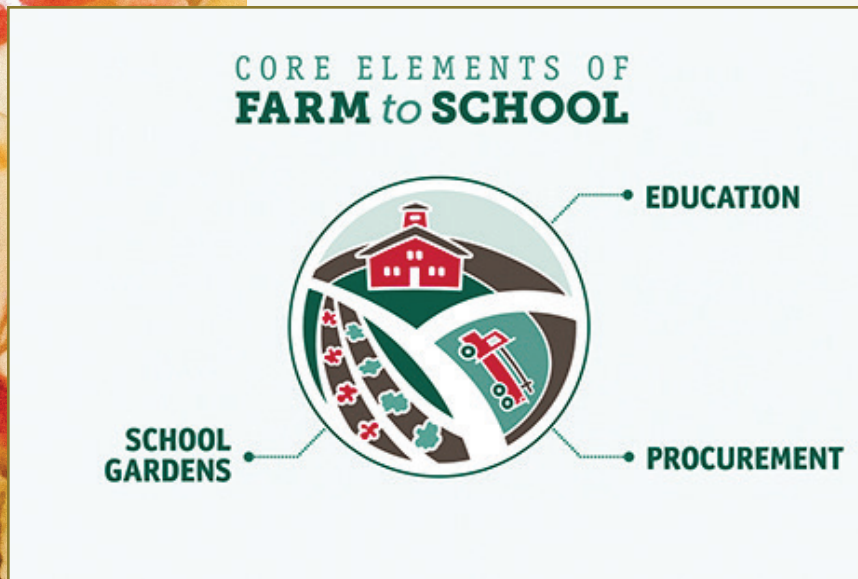 CORE ELEMENTS OF
FARM to SCHOOL
EDUCATION
SCHOOL
GARDENS
PROCUREMENT